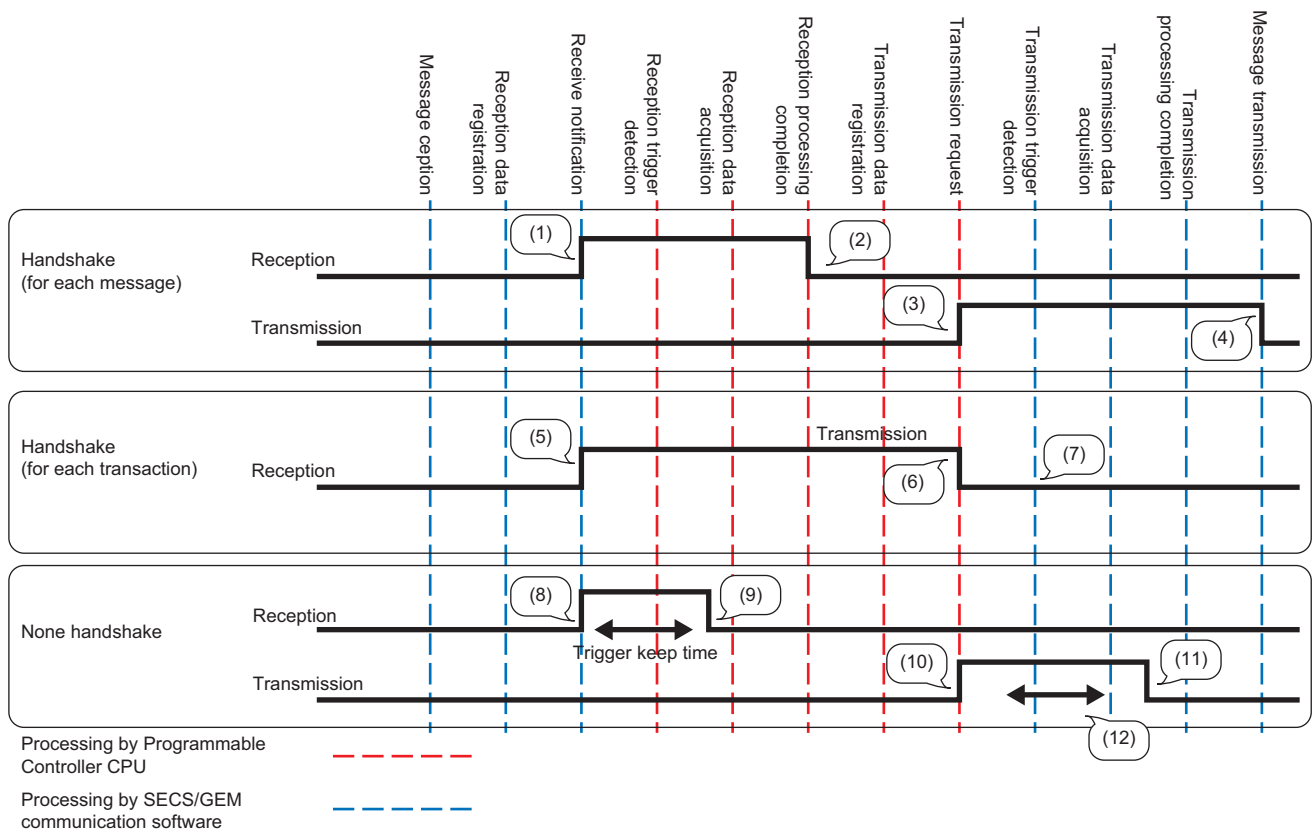 Message ception
Reception data
registration
Receive notification
Reception trigger
detection
Reception data
acquisition
Reception processing
completion
Transmission data
registration
Transmission request
Transmission trigger
detection
Transmission data
acquisition
Transmission
processing completion
Message transmission
Handshake
(for each message)
Reception
(1)
(2)
Transmission
(3)
(4)
Handshake
(for each transaction)
Reception
(5)
Transmission
(6)
(7)
None handshake
Reception
(8)
(9)
Trigger keep time
Transmission
(10)
(11)
(12)
Processing by Programmable
Controller CPU
Processing by SECS/GEM
communication software